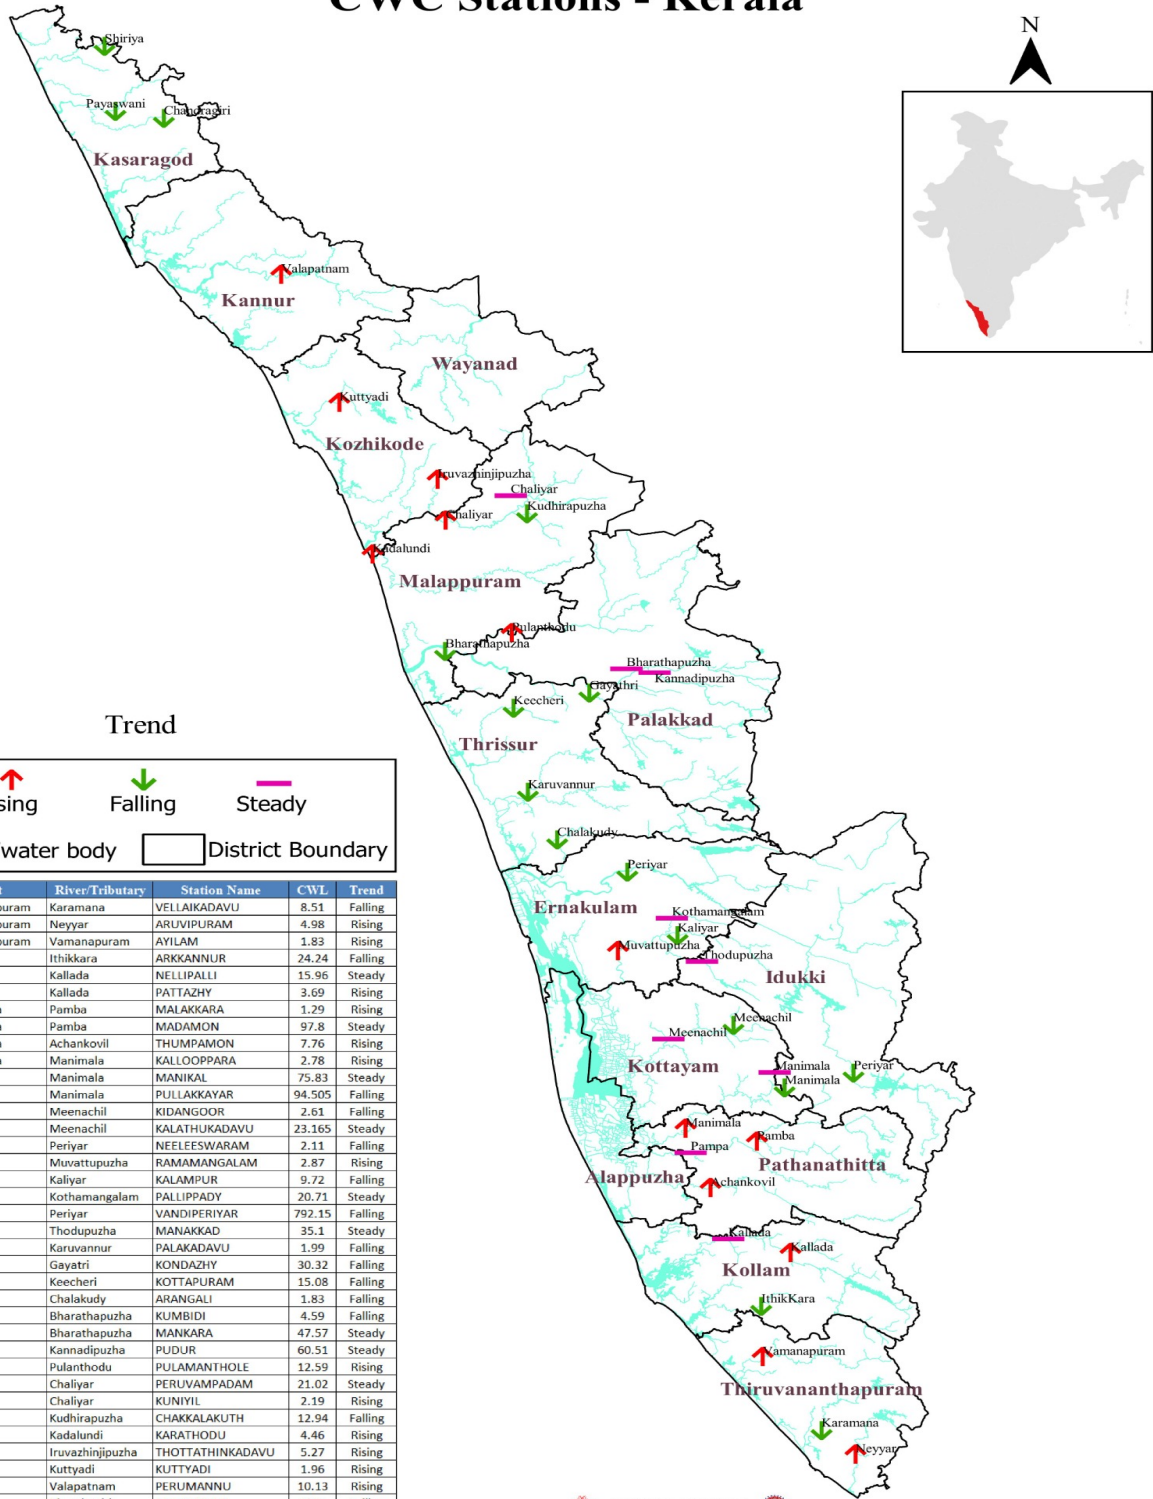 CWC Stations - Kerala
N
Shiriya
Payaswani
Chandragiri
Kasaragod
Valapatnam
Kannur
Wayanad
Kuttyadi
Kozhikode
Iruvazhinjipuzha
Chaliyar
Kudhirapuzha
Chaliyar
Kadalundi
Malappuram
Pulanthodu
Bharathapuzha
Bharathapuzha
Kannadipuzha
Gayathri
Keecheri
Palakkad
Thrissur
Karuvannur
Chalakudy
Periyar
Ernakulam
Kothamangalam
Kaliyar
Muvattupuzha
Thodupuzha
Idukki
Meenachil
Meenachil
Kottayam
Manimala
Periyar
Manimala
Manimala
Pamba
Pampa
Pathanathitta
Alappuzha
Achankovil
Kallada
Kallada
Kollam
IthikKara
Vamanapuram
Thiruvananthapuram
Karamana
Neyyar
Trend
sing Falling Steady
water body District Boundary
t River/Tributary Station Name CWL Trend
puram Karamana VELLAIKADAVU 8.51 Falling
puram Neyyar ARUVIPURAM 4.98 Rising
puram Vamanapuram AYILAM 1.83 Rising
Ithikkara ARKKANNUR 24.24 Falling
Kallada NELLIPALLI 15.96 Steady
Kallada PATTAZHY 3.69 Rising
Pamba MALAKKARA 1.29 Rising
Pamba MADAMON 97.8 Steady
Achankovil THUMPAMON 7.76 Rising
Manimala KALLOOPPARA 2.78 Rising
Manimala MANIKAL 75.83 Steady
Manimala PULLAKKAYAR 94.505 Falling
Meenachil KIDANGOOR 2.61 Falling
Meenachil KALATHUKADAVU 23.165 Steady
Periyar NEELEESWARAM 2.11 Falling
Muvattupuzha RAMAMANGALAM 2.87 Rising
Kaliyar KALAMPUR 9.72 Falling
Kothamangalam PALLIPPADY 20.71 Steady
Periyar VANDIPERIYAR 792.15 Falling
Thodupuzha MANAKKAD 35.1 Steady
Karuvannur PALAKADAVU 1.99 Falling
Gayatri KONDAZHY 30.32 Falling
Keecheri KOTTAPURAM 15.08 Falling
Chalakudy ARANGALI 1.83 Falling
Bharathapuzha KUMBIDI 4.59 Falling
Bharathapuzha MANKARA 47.57 Steady
Kannadipuzha PUDUR 60.51 Steady
Pulanthodu PULAMANTHOLE 12.59 Rising
Chaliyar PERUVAMPADAM 21.02 Steady
Chaliyar KUNIYIL 2.19 Rising
Kudhirapuzha CHAKKALAKUTH 12.94 Falling
Kadalundi KARATHODU 4.46 Rising
Iruvazhinjipuzha THOTTATHINKADAVU 5.27 Rising
Kuttyadi KUTTYADI 1.96 Rising
Valapatnam PERUMANNU 10.13 Rising